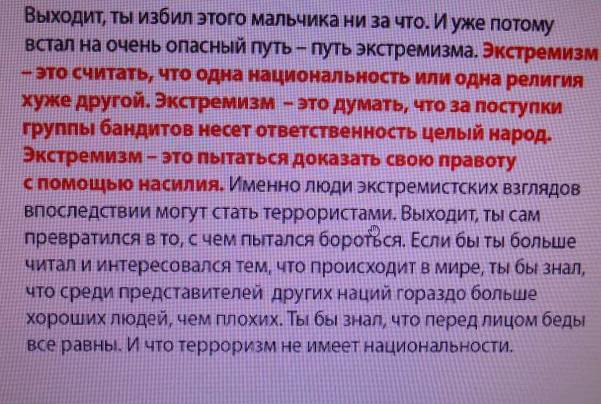 Выходит, ты избил этого мальчика ни за что. И уже потому
встал на очень опасный путь – путь экстремизма. Экстремизм
– это считать, что одна национальность или одна религия
хуже другой. Экстремизм – это думать, что за поступки
группы бандитов несет ответственность целый народ.
Экстремизм – это пытаться доказать свою правоту
с помощью насилия. Именно люди экстремистских взглядов
впоследствии могут стать террористами. Выходит, ты сам
превратился в то, с чем пытался бороться. Если бы ты больше
читал и интересовался тем, что происходит в мире, ты бы знал,
что среди представителей других наций гораздо больше
хороших людей, чем плохих. Ты бы знал, что перед лицом беды
все равны. И что терроризм не имеет национальности.